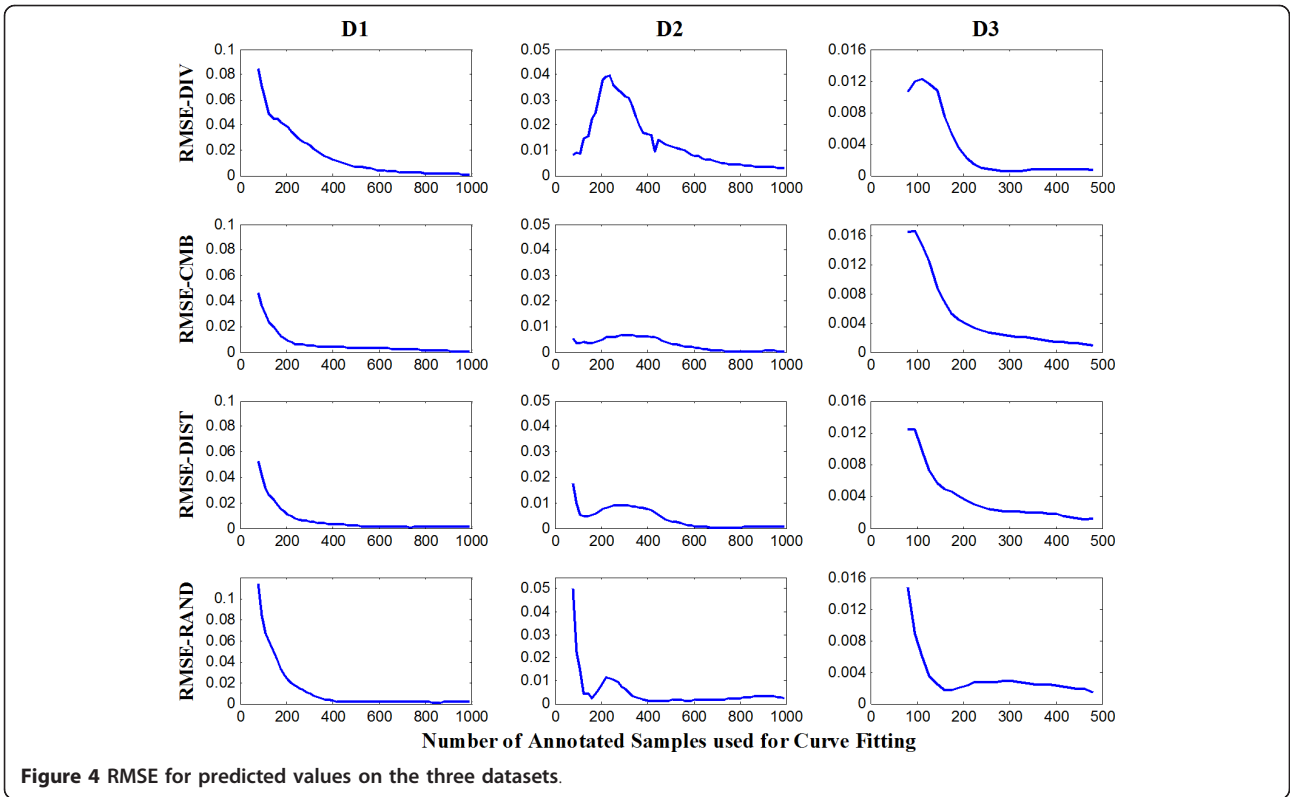 D1 D2 D3
RMSE-DIV
0.1 0.08 0.06 0.04 0.02 0
0 200 400 600 800 1000
0.05 0.04 0.03 0.02 0.01 0
0 200 400 600 800 1000
0.016 0.012 0.008 0.004 0
0 100 200 300 400 500
RMSE-CMB
0.1 0.08 0.06 0.04 0.02 0
0 200 400 600 800 1000
0.05 0.04 0.03 0.02 0.01 0
0 200 400 600 800 1000
0.016 0.012 0.008 0.004 0
0 100 200 300 400 500
RMSE-DIST
0.1 0.08 0.06 0.04 0.02 0
0 200 400 600 800 1000
0.05 0.04 0.03 0.02 0.01 0
0 200 400 600 800 1000
0.016 0.012 0.008 0.004 0
0 100 200 300 400 500
RMSE-RAND
0.1 0.08 0.06 0.04 0.02 0
0 200 400 600 800 1000
0.05 0.04 0.03 0.02 0.01 0
0 200 400 600 800 1000
0.016 0.012 0.008 0.004 0
0 100 200 300 400 500
Number of Annotated Samples used for Curve Fitting
Figure 4 RMSE for predicted values on the three datasets.